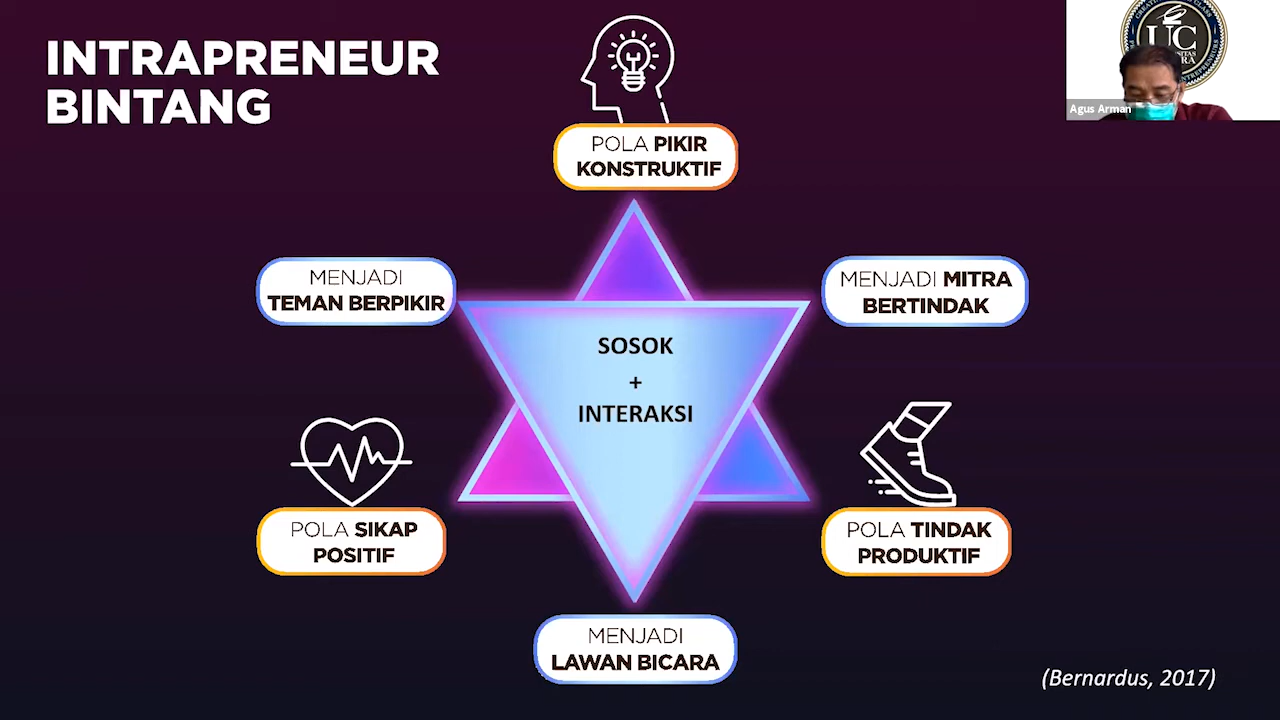 INTRAPRENEUR
BINTANG
POLA PIKIR
KONSTRUKTIF
MENJADI
TEMAN BERPIKIR
MENJADI MITRA
BERTINDAK
SOSOK
+
INTERAKSI
POLA SIKAP
POSITIF
POLA TINDAK
PRODUKTIF
MENJADI
LAWAN BICARA
(Bernardus, 2017)
UC
Agus Arman